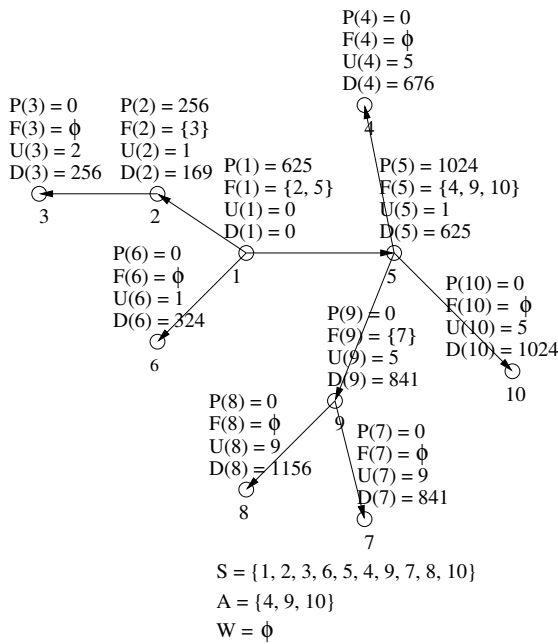 P(4) = 0
F(4) = ϕ
U(4) = 5
D(4) = 676
4
P(3) = 0
F(3) = ϕ
U(3) = 2
D(3) = 256
3
P(2) = 256
F(2) = {3}
U(2) = 1
D(2) = 169
2
P(1) = 625
F(1) = {2, 5}
U(1) = 0
D(1) = 0
1
P(5) = 1024
F(5) = {4, 9, 10}
U(5) = 1
D(5) = 625
5
P(6) = 0
F(6) = ϕ
U(6) = 1
D(6) = 324
6
P(10) = 0
F(10) = ϕ
U(10) = 5
D(10) = 1024
10
P(9) = 0
F(9) = {7}
U(9) = 5
D(9) = 841
9
P(8) = 0
F(8) = ϕ
U(8) = 9
D(8) = 1156
8
P(7) = 0
F(7) = ϕ
U(7) = 9
D(7) = 841
7
S = {1, 2, 3, 6, 5, 4, 9, 7, 8, 10}
A = {4, 9, 10}
W = ϕ